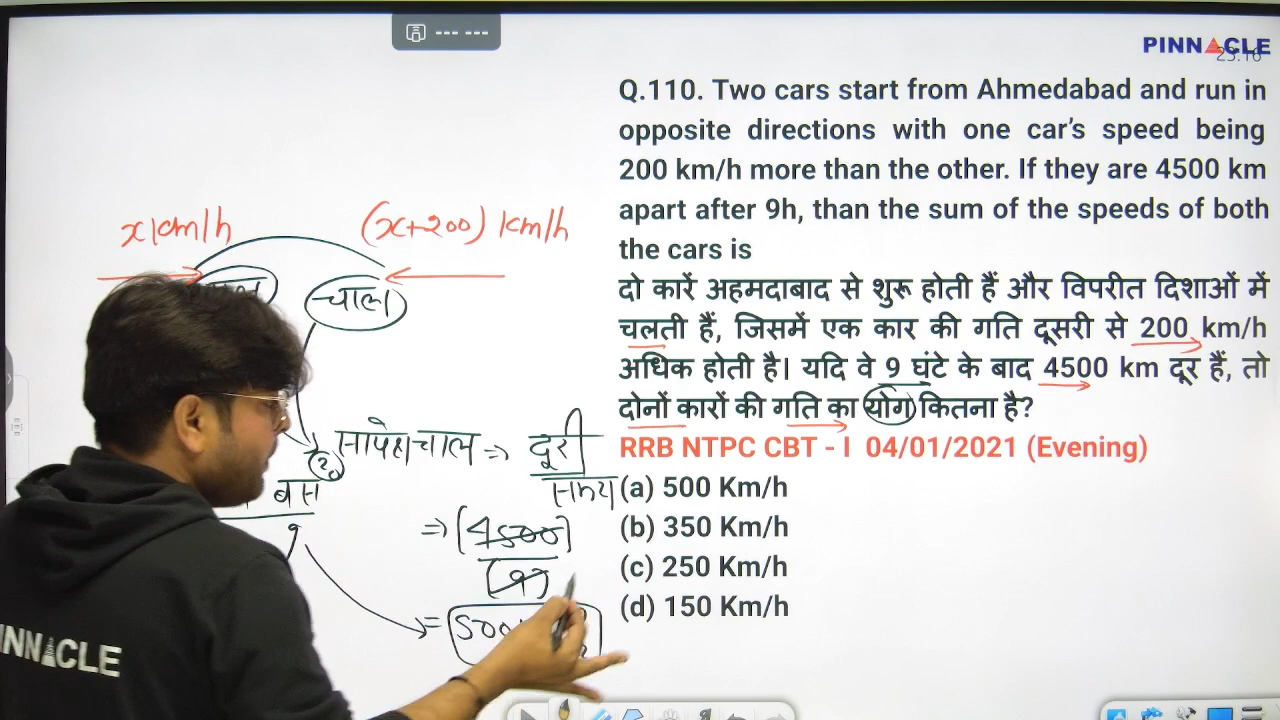 PINNACLE
Q.110. Two cars start from Ahmedabad and run in
opposite directions with one car's speed being
200 km/h more than the other. If they are 4500 km
apart after 9h, than the sum of the speeds of both
the cars is
दो कारें अहमदाबाद से शुरू होती हैं और विपरीत दिशाओं में
चलती हैं, जिसमें एक कार की गति दूसरी से 200 km/h
अधिक होती है। यदि वे 9 घंटे के बाद 4500 km दूर हैं, तो
दोनों कारों की गति का योग कितना है?
RRB NTPC CBT - I 04/01/2021 (Evening)
(a) 500 Km/h
(b) 350 Km/h
(c) 250 Km/h
(d) 150 Km/h
x km/h
(x+200) km/h
चाल
सापेक्ष चाल => दूरी
समय
=> (4500)
(9)
= 500
PINNACLE